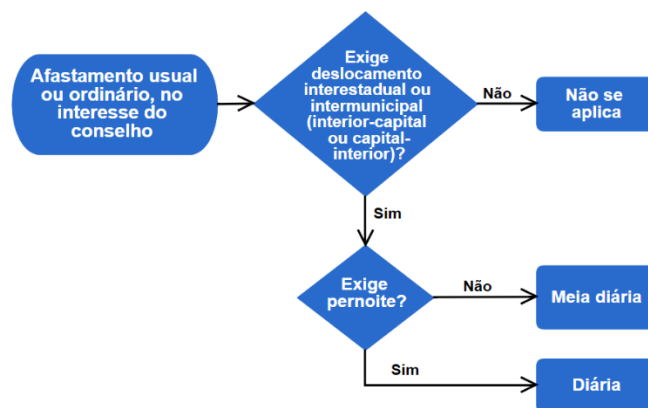 Afastamento usual
ou ordinário, no
interesse do
conselho
Exige
deslocamento
interestadual ou
intermunicipal
(interior-capital
ou capital-
interior)?
Não
Não se
aplica
Sim
Exige
pernoite?
Não
Meia diária
Sim
Diária